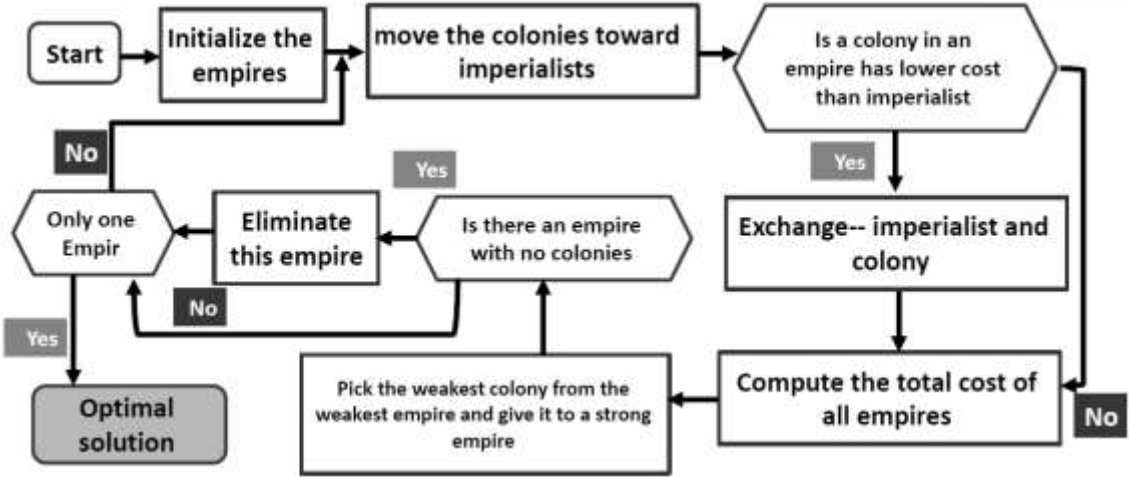 Start
Initialize the
empires
move the colonies toward
imperialists
Is a colony in an
empire has lower cost
than imperialist
No
Yes
Yes
Only one
Empir
Eliminate
this empire
Is there an empire
with no colonies
Exchange-- imperialist and
colony
No
Yes
Pick the weakest colony from the
weakest empire and give it to a strong
empire
Compute the total cost of
all empires
No
Optimal
solution